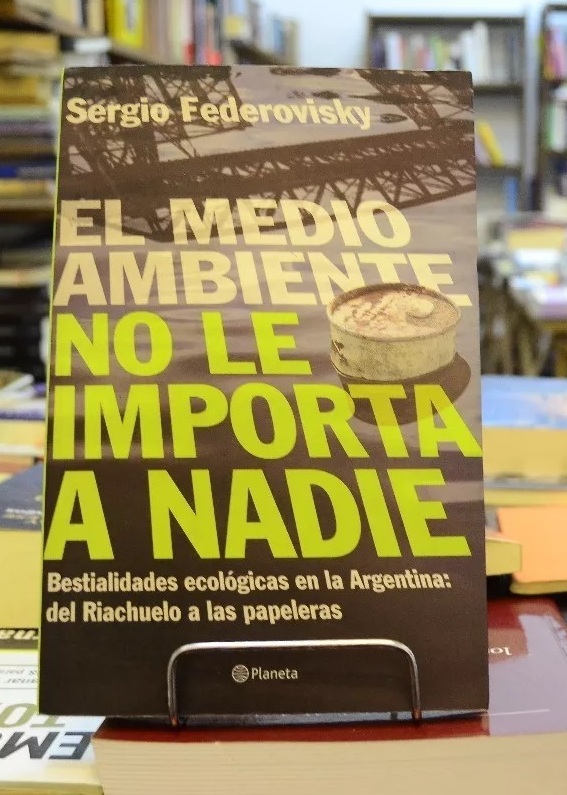 Sergio Federovisky
EL MEDIO
AMBIENTE
NO LE
IMPORTA
A NADIE
Bestialidades ecológicas en la Argentina:
del Riachuelo a las papeleras
Planeta